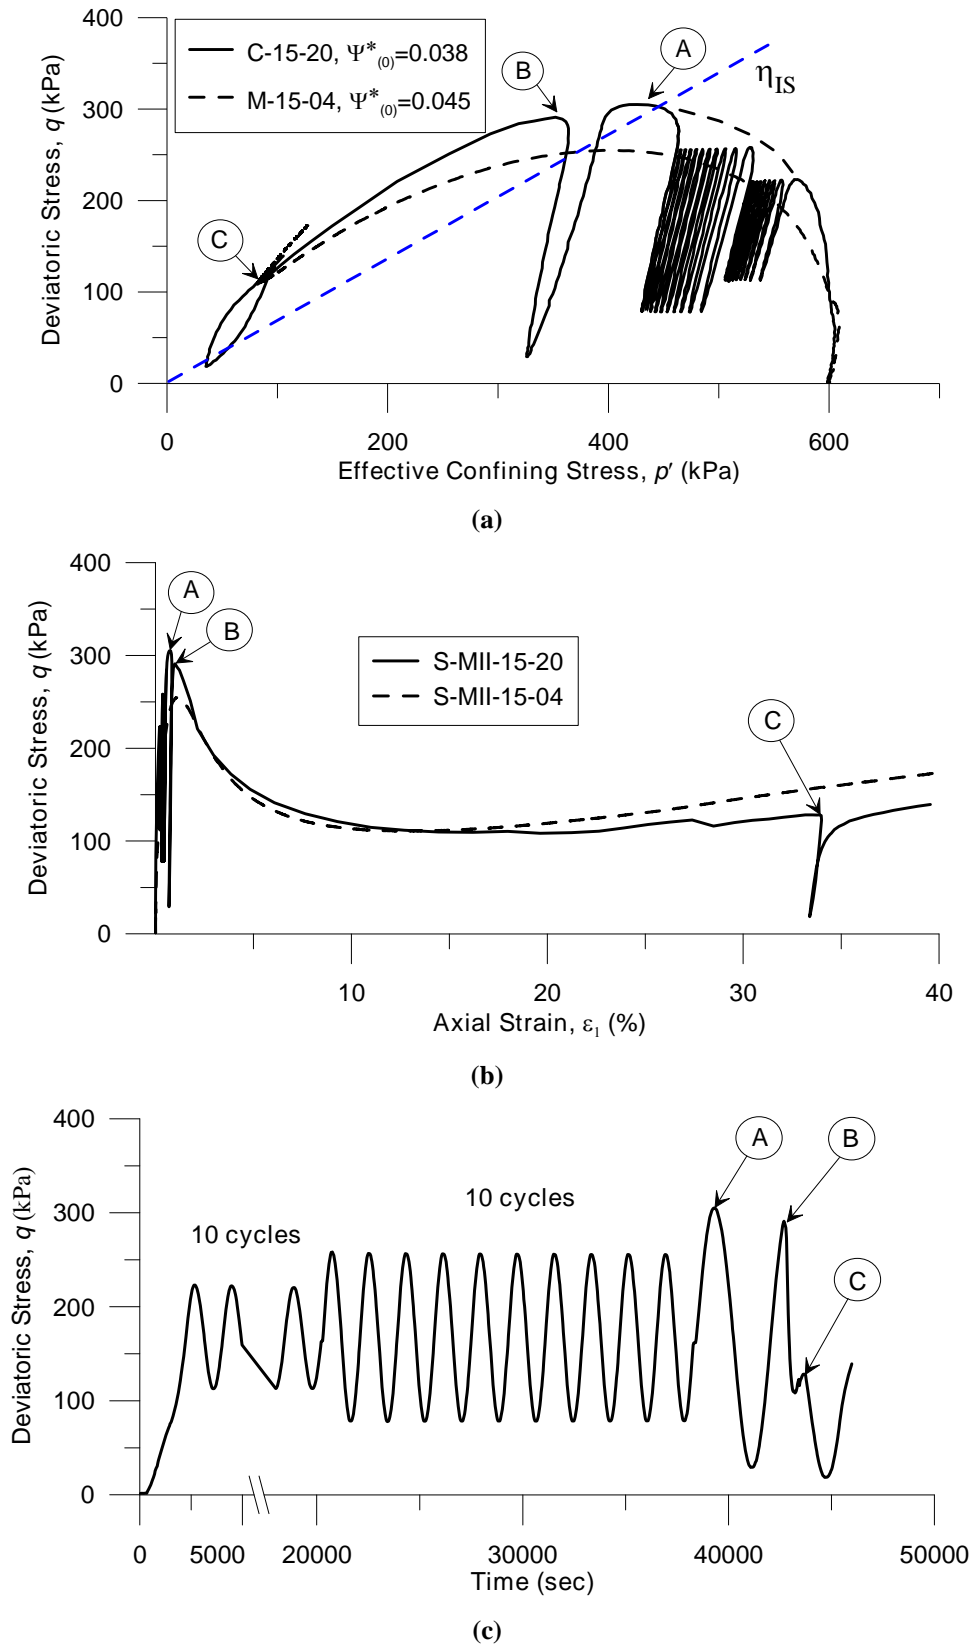 Deviatoric Stress, q (kPa)
400
300
200
100
0
C-15-20, Ψ*(0)=0.038
M-15-04, Ψ*(0)=0.045
A
B
C
ηIS
0
200
400
600
Effective Confining Stress, p′ (kPa)
(a)
Deviatoric Stress, q (kPa)
400
300
200
100
0
A
B
C
S-MII-15-20
S-MII-15-04
10
20
30
40
Axial Strain, ε1 (%)
(b)
Deviatoric Stress, q (kPa)
400
300
200
100
0
10 cycles
10 cycles
A
B
C
0
5000
20000
30000
40000
50000
Time (sec)
(c)